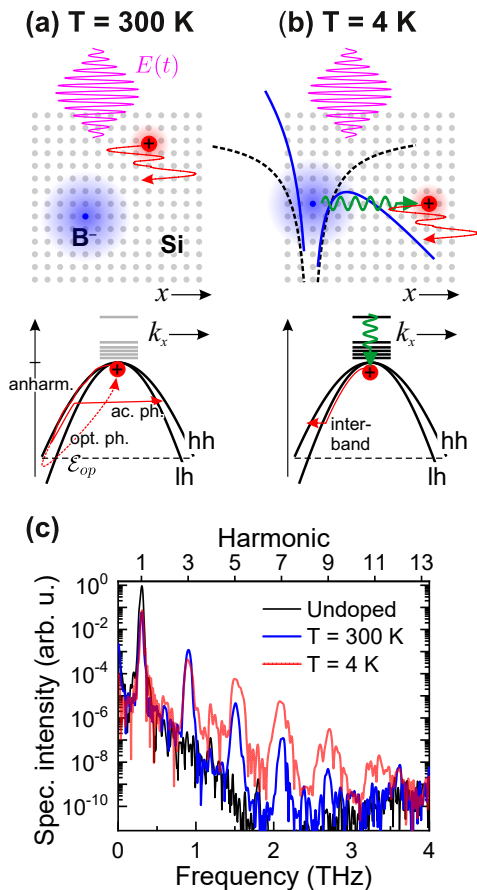 (a) T = 300 K
(b) T = 4 K
E(t)
B⁻
Si
x
x
k_x
k_x
anharm.
ac. ph.
opt. ph.
inter-
band
ℰ_op
hh
hh
lh
lh
(c)
Harmonic
1 3 5 7 9 11 13
Undoped
T = 300 K
T = 4 K
Spec. intensity (arb. u.)
10⁰
10⁻²
10⁻⁴
10⁻⁶
10⁻⁸
10⁻¹⁰
0 1 2 3 4
Frequency (THz)